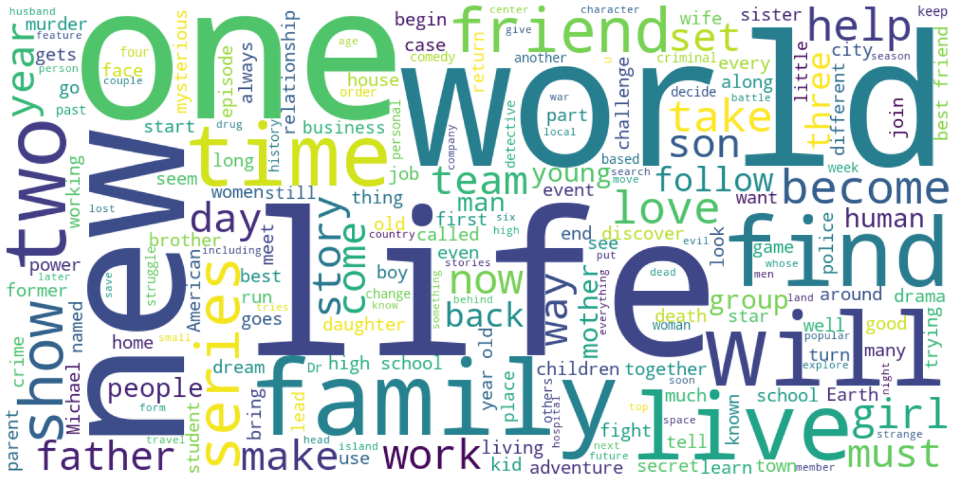 husband
feature
year
gets
person
go
past
murder
four
face
couple
one
mysterious
episode
always
relationship
age
order
comedy
house
begin
case
friend
center
give
another
set
character
wife
criminal
every
decide
sister
along
battle
u
help
city
little
three
different
season
keep
join
best friend
two
working
new
start
drug
seem
time
long
history
business
personal
job
world
company
detective
war
part
local
challenge
based
search
move
take
son
week
lost
women
still
thing
team
young
man
event
follow
want
become
human
power
later
former
brother
struggle
day
including
American
meet
life
story
come
old
country
first
called
six
high
even
stories
love
end
discover
see
put
evil
look
find
game
whose
men
police
show
named
Michael
save
series
best
run
goes
tries
boy
change
know
something
now
behind
back
way
mother
everything
dead
woman
group
death
star
land
around
drama
home
small
dream
daughter
will
well
popular
turn
explore
good
many
trying
crime
parent
people
form
father
travel
student
bring
family
Dr
high school
lead
head
island
use
make
work
year old
place
living
kid
others
hospital
children
together
soon
adventure
next
future
fight
top
live
much
space
tell
secret
learn
known
school
town
member
Earth
night
girl
strange
must